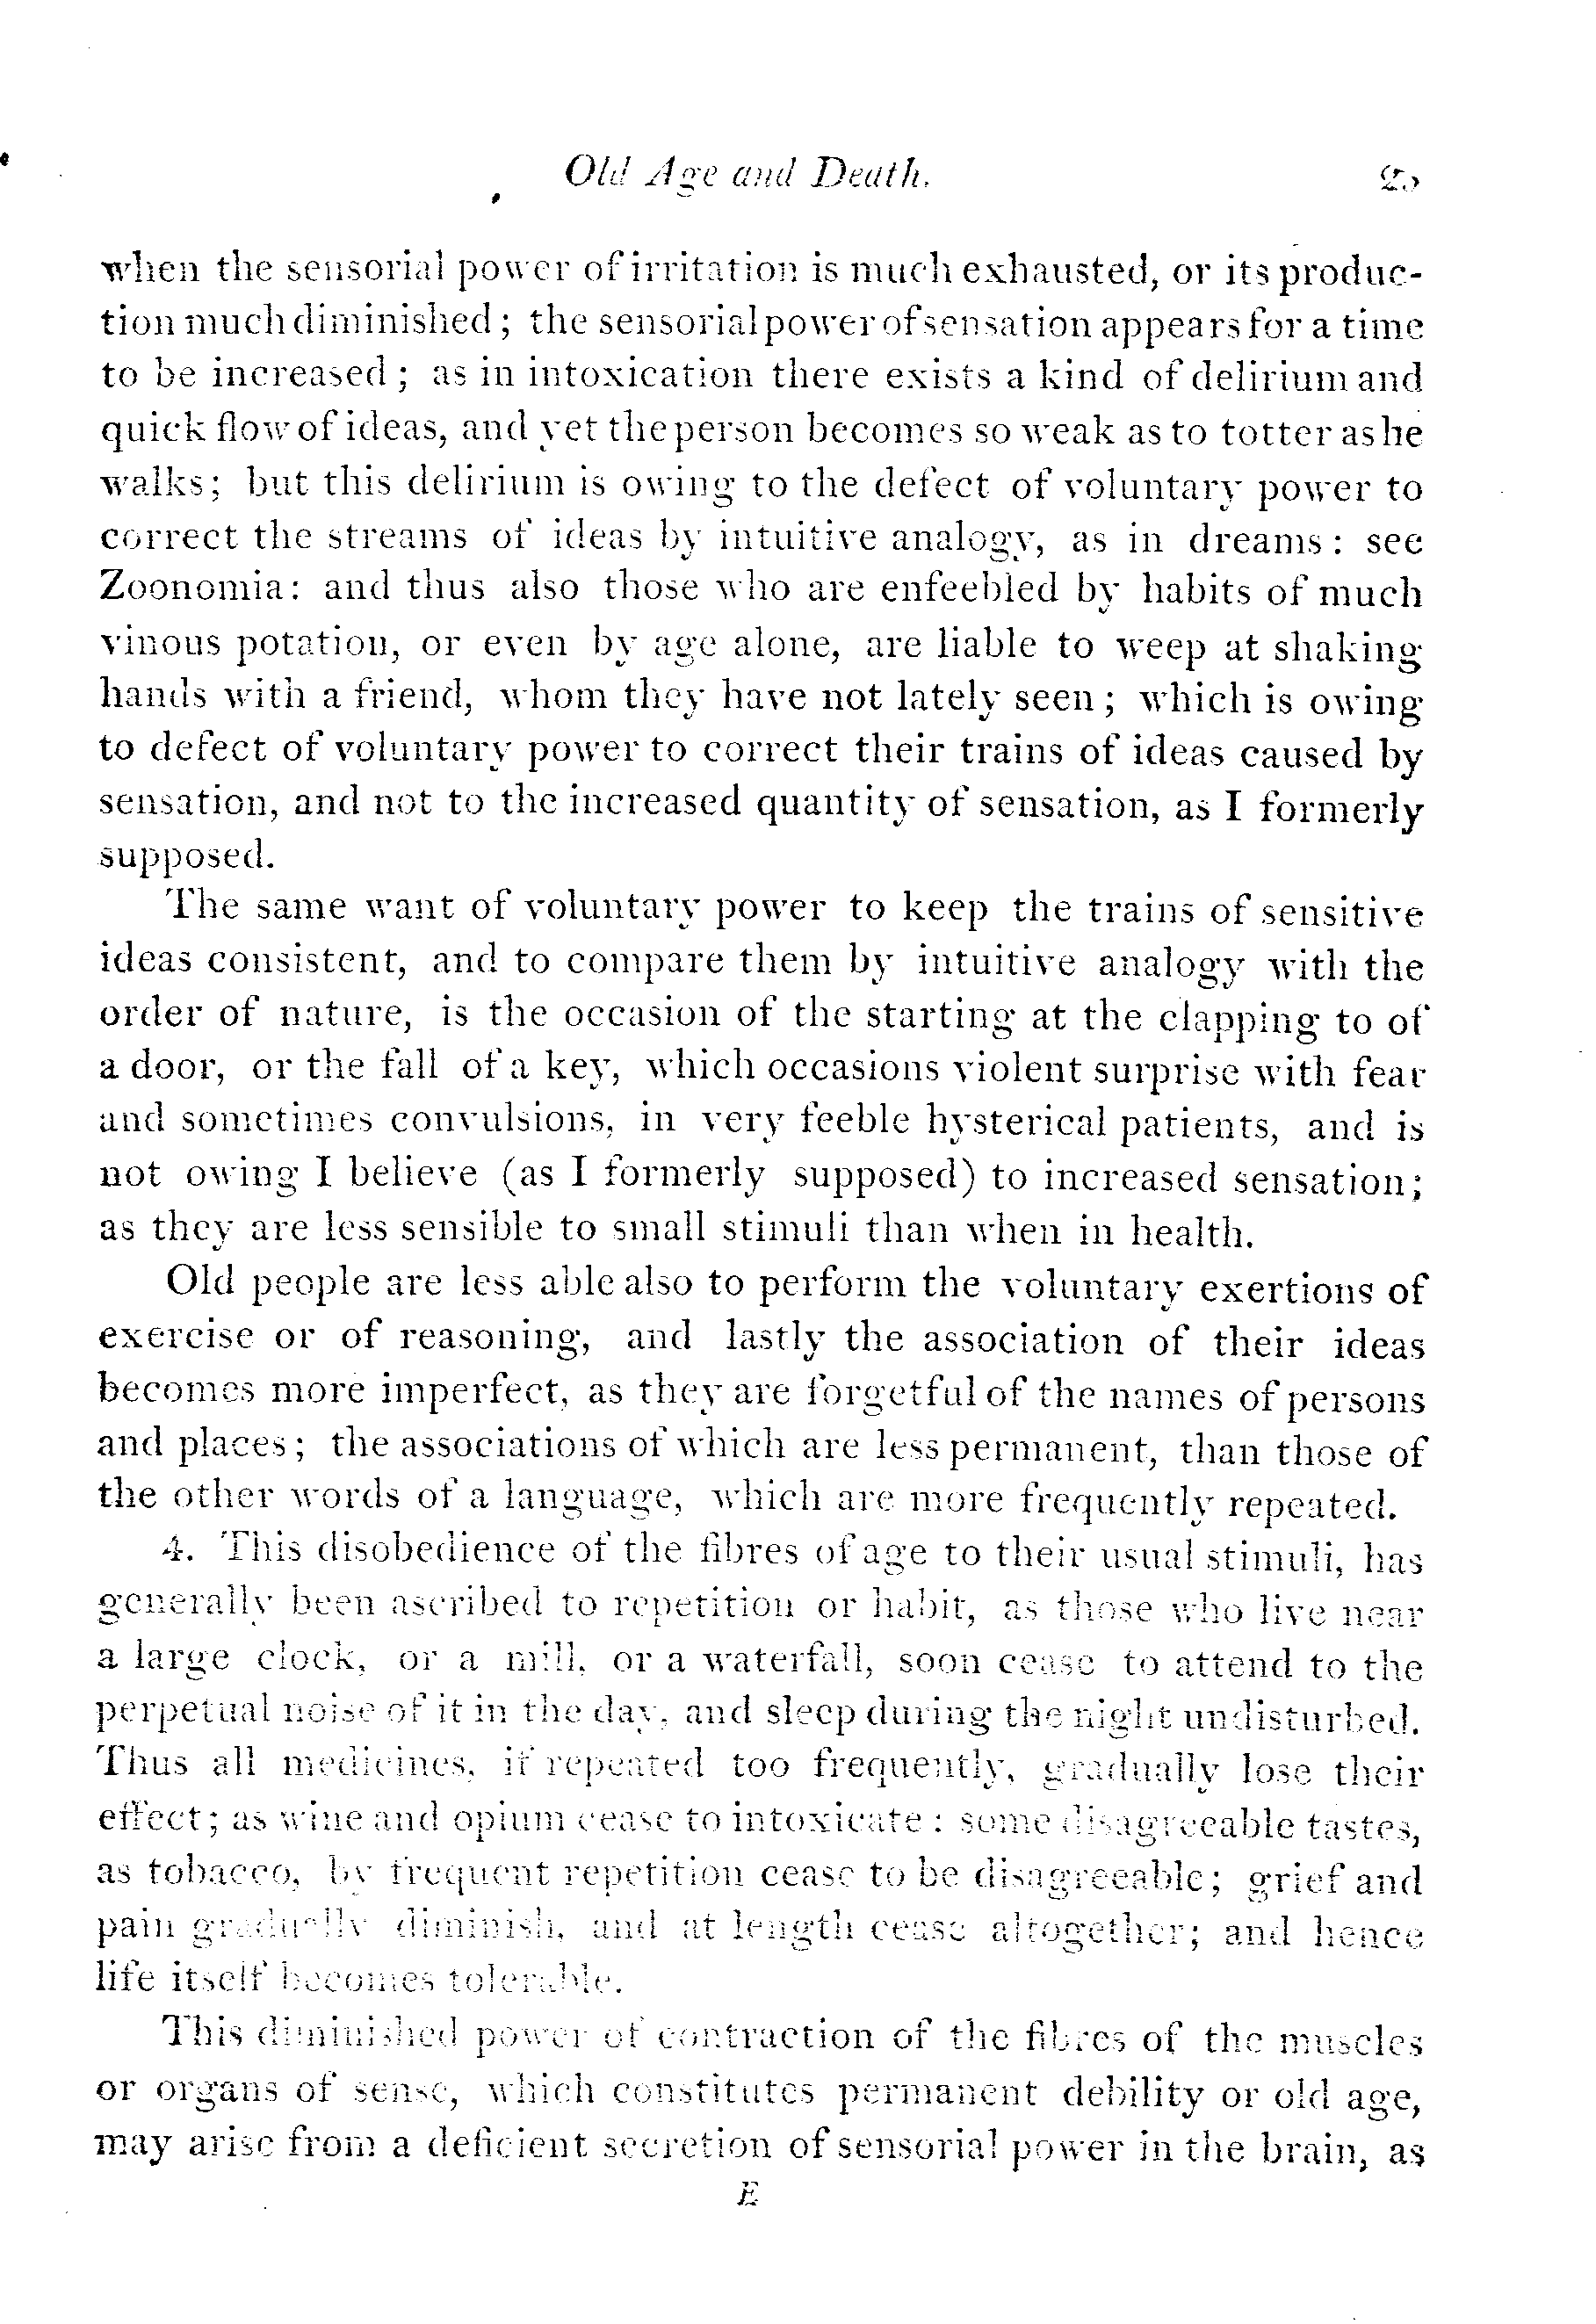 Old Age and Death. 25
when the sensorial power of irritation is much exhausted, or its produc-
tion much diminished; the sensorial power of sensation appears for a time
to be increased; as in intoxication there exists a kind of delirium and
quick flow of ideas, and yet the person becomes so weak as to totter as he
walks; but this delirium is owing to the defect of voluntary power to
correct the streams of ideas by intuitive analogy, as in dreams: see
Zoonomia: and thus also those who are enfeebled by habits of much
vinous potation, or even by age alone, are liable to weep at shaking
hands with a friend, whom they have not lately seen; which is owing
to defect of voluntary power to correct their trains of ideas caused by
sensation, and not to the increased quantity of sensation, as I formerly
supposed.
The same want of voluntary power to keep the trains of sensitive
ideas consistent, and to compare them by intuitive analogy with the
order of nature, is the occasion of the starting at the clapping to of
a door, or the fall of a key, which occasions violent surprise with fear
and sometimes convulsions, in very feeble hysterical patients, and is
not owing I believe (as I formerly supposed) to increased sensation;
as they are less sensible to small stimuli than when in health.
Old people are less able also to perform the voluntary exertions of
exercise or of reasoning, and lastly the association of their ideas
becomes more imperfect, as they are forgetful of the names of persons
and places; the associations of which are less permanent, than those of
the other words of a language, which are more frequently repeated.
4. This disobedience of the fibres of age to their usual stimuli, has
generally been ascribed to repetition or habit, as those who live near
a large clock, or a mill, or a waterfall, soon cease to attend to the
perpetual noise of it in the day, and sleep during the night undisturbed.
Thus all medicines, if repeated too frequently, gradually lose their
effect; as wine and opium cease to intoxicate: some disagreeable tastes,
as tobacco, by frequent repetition cease to be disagreeable; grief and
pain gradually diminish, and at length cease altogether; and hence
life itself becomes tolerable.
This diminished power of contraction of the fibres of the muscles
or organs of sense, which constitutes permanent debility or old age,
may arise from a deficient secretion of sensorial power in the brain, as
E